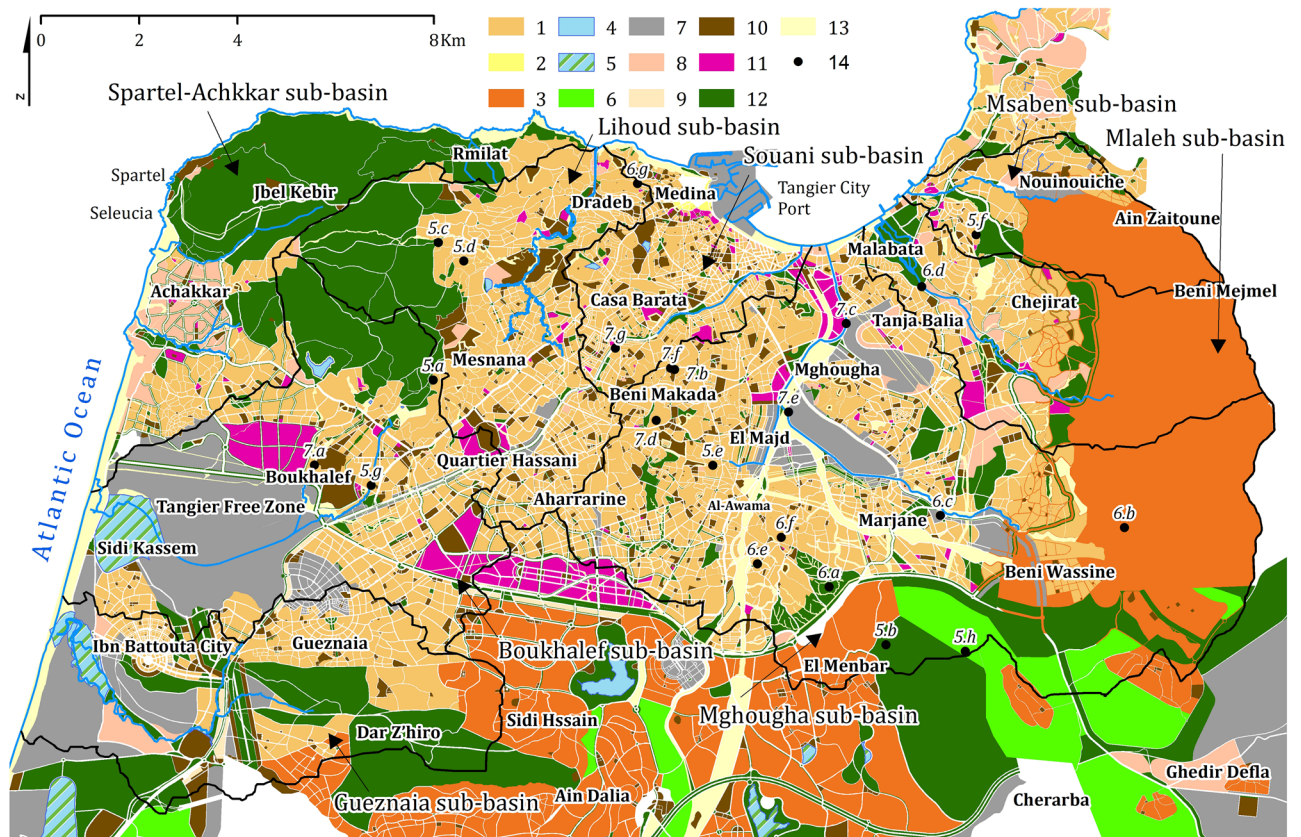 0 2 4 8 Km
N
1 4 7 10 13
2 5 8 11 14
3 6 9 12
Spartel-Achkkar sub-basin
Lihoud sub-basin
Msaben sub-basin
Mlaleh sub-basin
Souani sub-basin
Rmilat
Spartel
Jbel Kebir
Seleucia
6.g
Medina
Dradeb
Tangier City
Port
Nouinouiche
Ain Zaitoune
5.c
5.d
5.f
Malabata
6.d
Achakkar
Casa Barata
Chejirat
Beni Mejmel
7.c
Tanja Balia
7.g
Mesnana
7.f
7.b
5.a
Mghougha
Beni Makada
7.e
7.d
El Majd
Atlantic Ocean
7.a
Boukhalef
5.g
Quartier Hassani
5.e
Tangier Free Zone
Aharrarine
Al-Awama
6.c
Marjane
6.b
6.f
Sidi Kassem
6.e
6.a
Beni Wassine
Ibn Battouta City
Gueznaia
Boukhalef sub-basin
5.b
5.h
El Menbar
Sidi Hssain
Mghougha sub-basin
Dar Z'hiro
Gueznaia sub-basin
Ain Dalia
Ghedir Defla
Cherarba